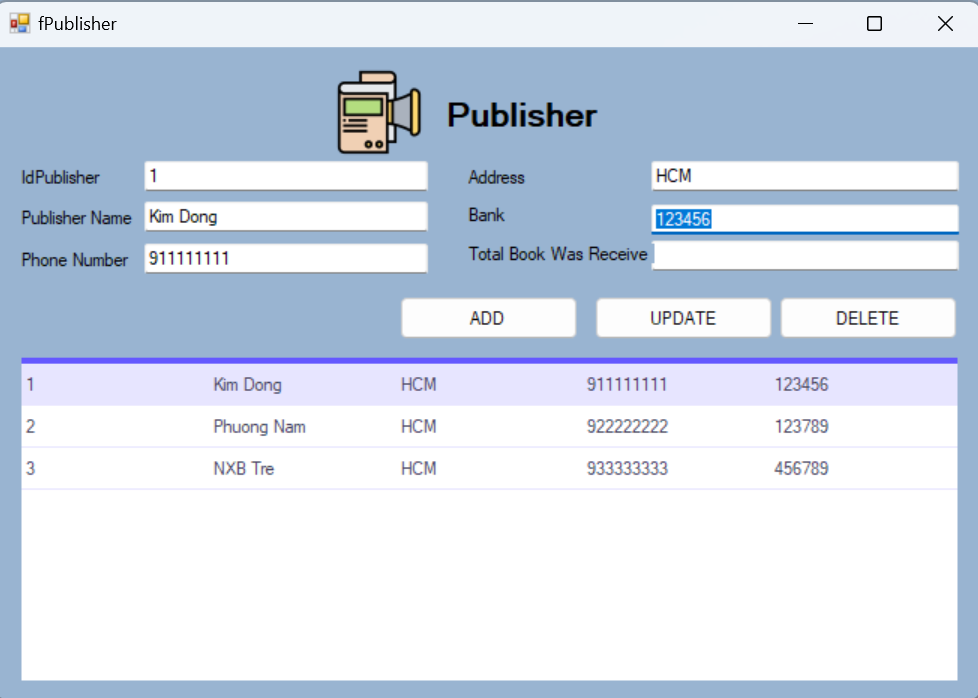 fPublisher
Publisher
IdPublisher 1
Address HCM
Publisher Name Kim Dong
Bank 123456
Phone Number 911111111
Total Book Was Receive
ADD UPDATE DELETE
1 Kim Dong HCM 911111111 123456
2 Phuong Nam HCM 922222222 123789
3 NXB Tre HCM 933333333 456789